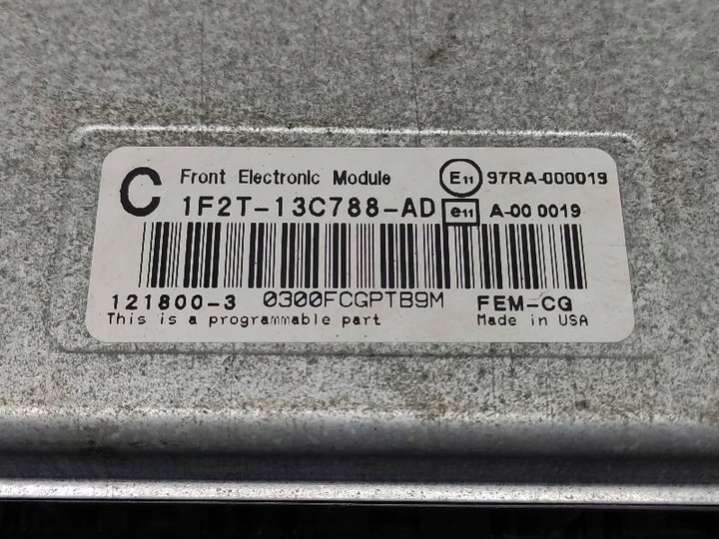 C Front Electronic Module E11 97RA-000019
1F2T-13C788-AD e11 A-00 0019
121800-3 0300FCGPTB9M FEM-CG
This is a programmable part Made in USA